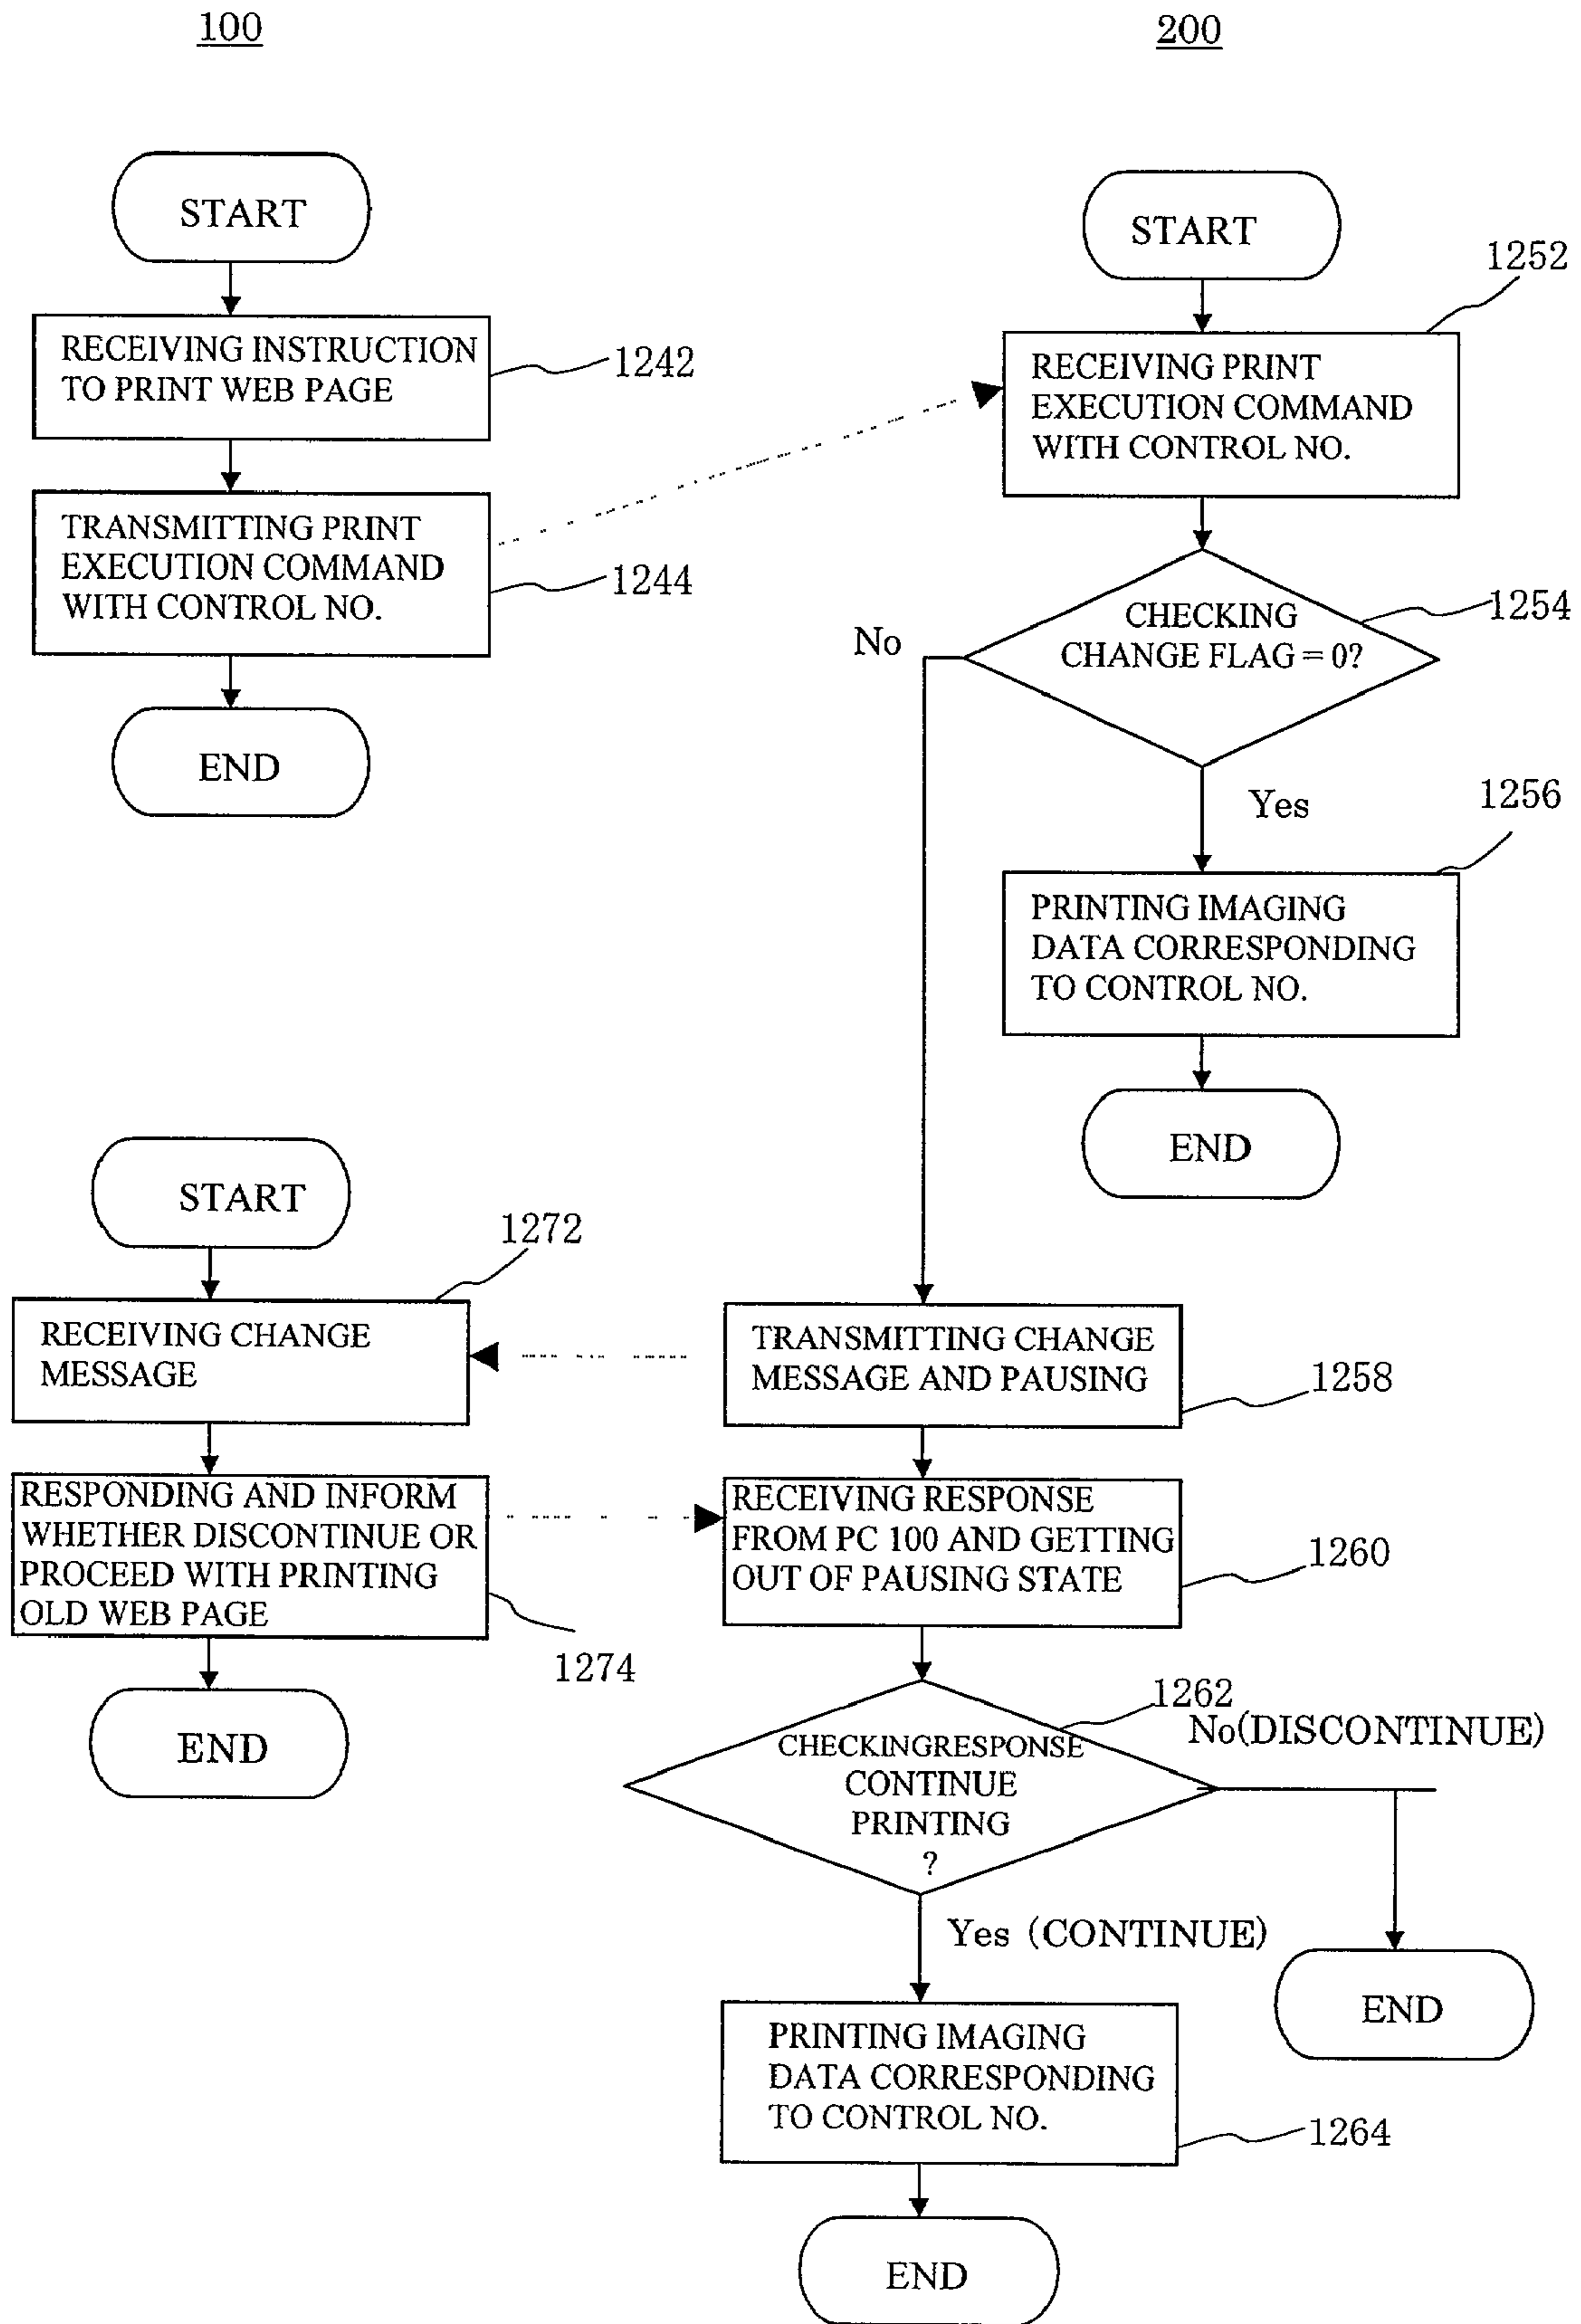 100
200
START
RECEIVING INSTRUCTION
TO PRINT WEB PAGE
1242
TRANSMITTING PRINT
EXECUTION COMMAND
WITH CONTROL NO.
1244
END
START
1252
RECEIVING PRINT
EXECUTION COMMAND
WITH CONTROL NO.
CHECKING
CHANGE FLAG = 0?
1254
No
Yes
1256
PRINTING IMAGING
DATA CORRESPONDING
TO CONTROL NO.
END
START
1272
RECEIVING CHANGE
MESSAGE
TRANSMITTING CHANGE
MESSAGE AND PAUSING
1258
RESPONDING AND INFORM
WHETHER DISCONTINUE OR
PROCEED WITH PRINTING
OLD WEB PAGE
1274
END
RECEIVING RESPONSE
FROM PC 100 AND GETTING
OUT OF PAUSING STATE
1260
1262
No(DISCONTINUE)
CHECKINGRESPONSE
CONTINUE
PRINTING
?
Yes (CONTINUE)
END
PRINTING IMAGING
DATA CORRESPONDING
TO CONTROL NO.
1264
END